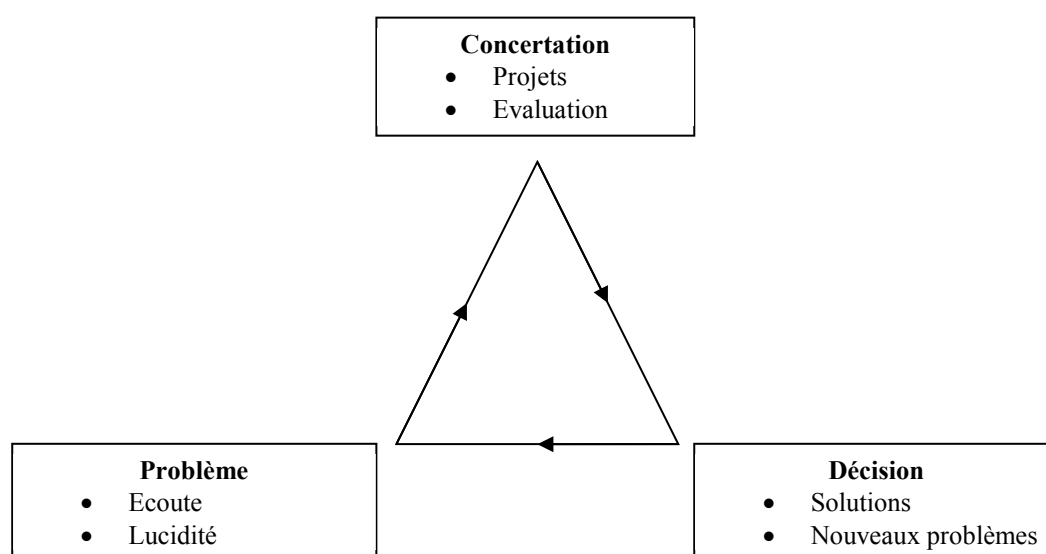 Concertation
• Projets
• Evaluation
Problème
• Ecoute
• Lucidité
Décision
• Solutions
• Nouveaux problèmes